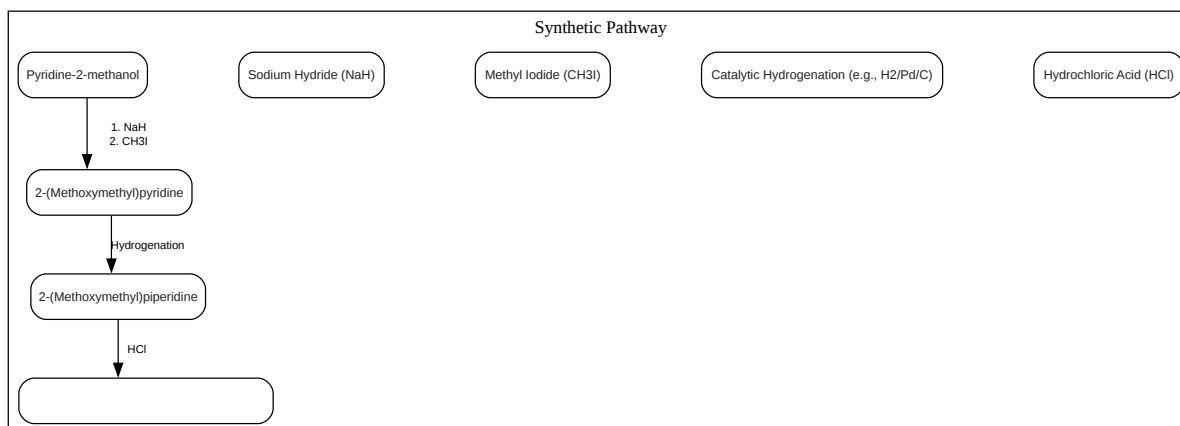 Synthetic Pathway
Pyridine-2-methanol
Sodium Hydride (NaH)
Methyl Iodide (CH3I)
Catalytic Hydrogenation (e.g., H2/Pd/C)
Hydrochloric Acid (HCl)
1. NaH
2. CH3I
2-(Methoxymethyl)pyridine
Hydrogenation
2-(Methoxymethyl)piperidine
HCl